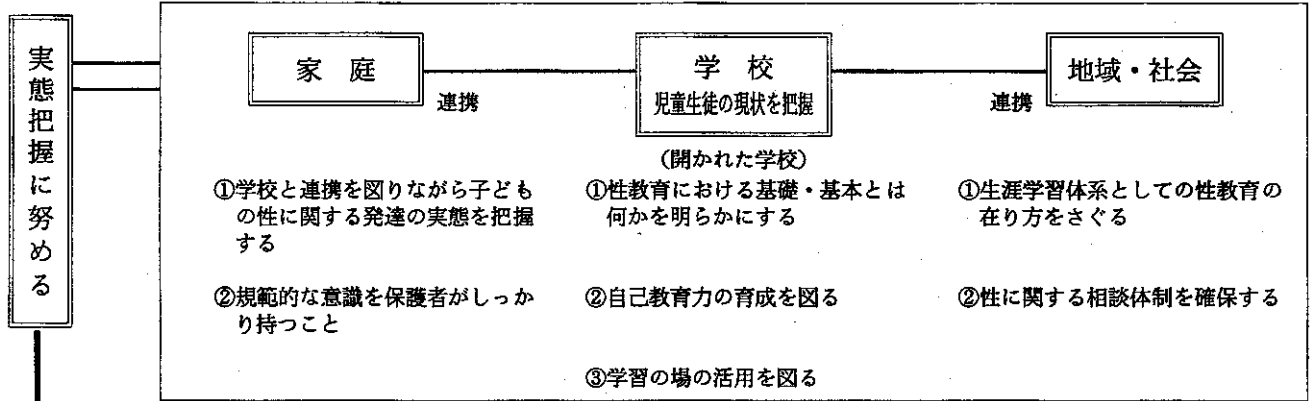 実態把握に努める
家　庭
連携
学　校
児童生徒の現状を把握
連携
地域・社会
(開かれた学校)
①学校と連携を図りながら子ども
の性に関する発達の実態を把握
する
②規範的な意識を保護者がしっか
り持つこと
①性教育における基礎・基本とは
何かを明らかにする
②自己教育力の育成を図る
③学習の場の活用を図る
①生涯学習体系としての性教育の
在り方をさぐる
②性に関する相談体制を確保する